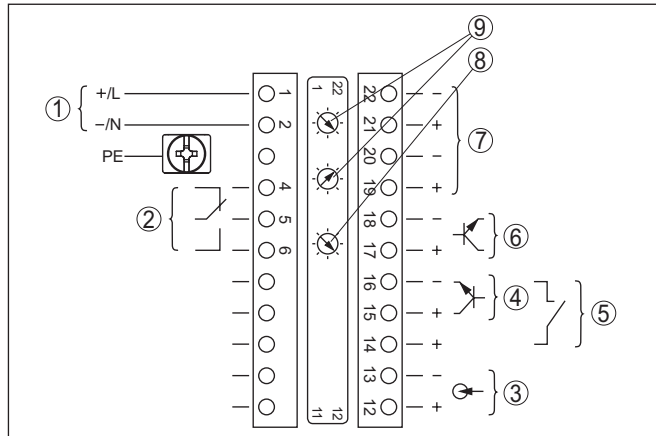 ⑨
⑧
① +/L 1 1 22 22 −
−/N 2 21 + ⑦
PE 20 −
4 19 +
② 5 18 − ⑥
6 17 +
16 − ④
15 + ⑤
14 +
13 − ③
11 12 12 +